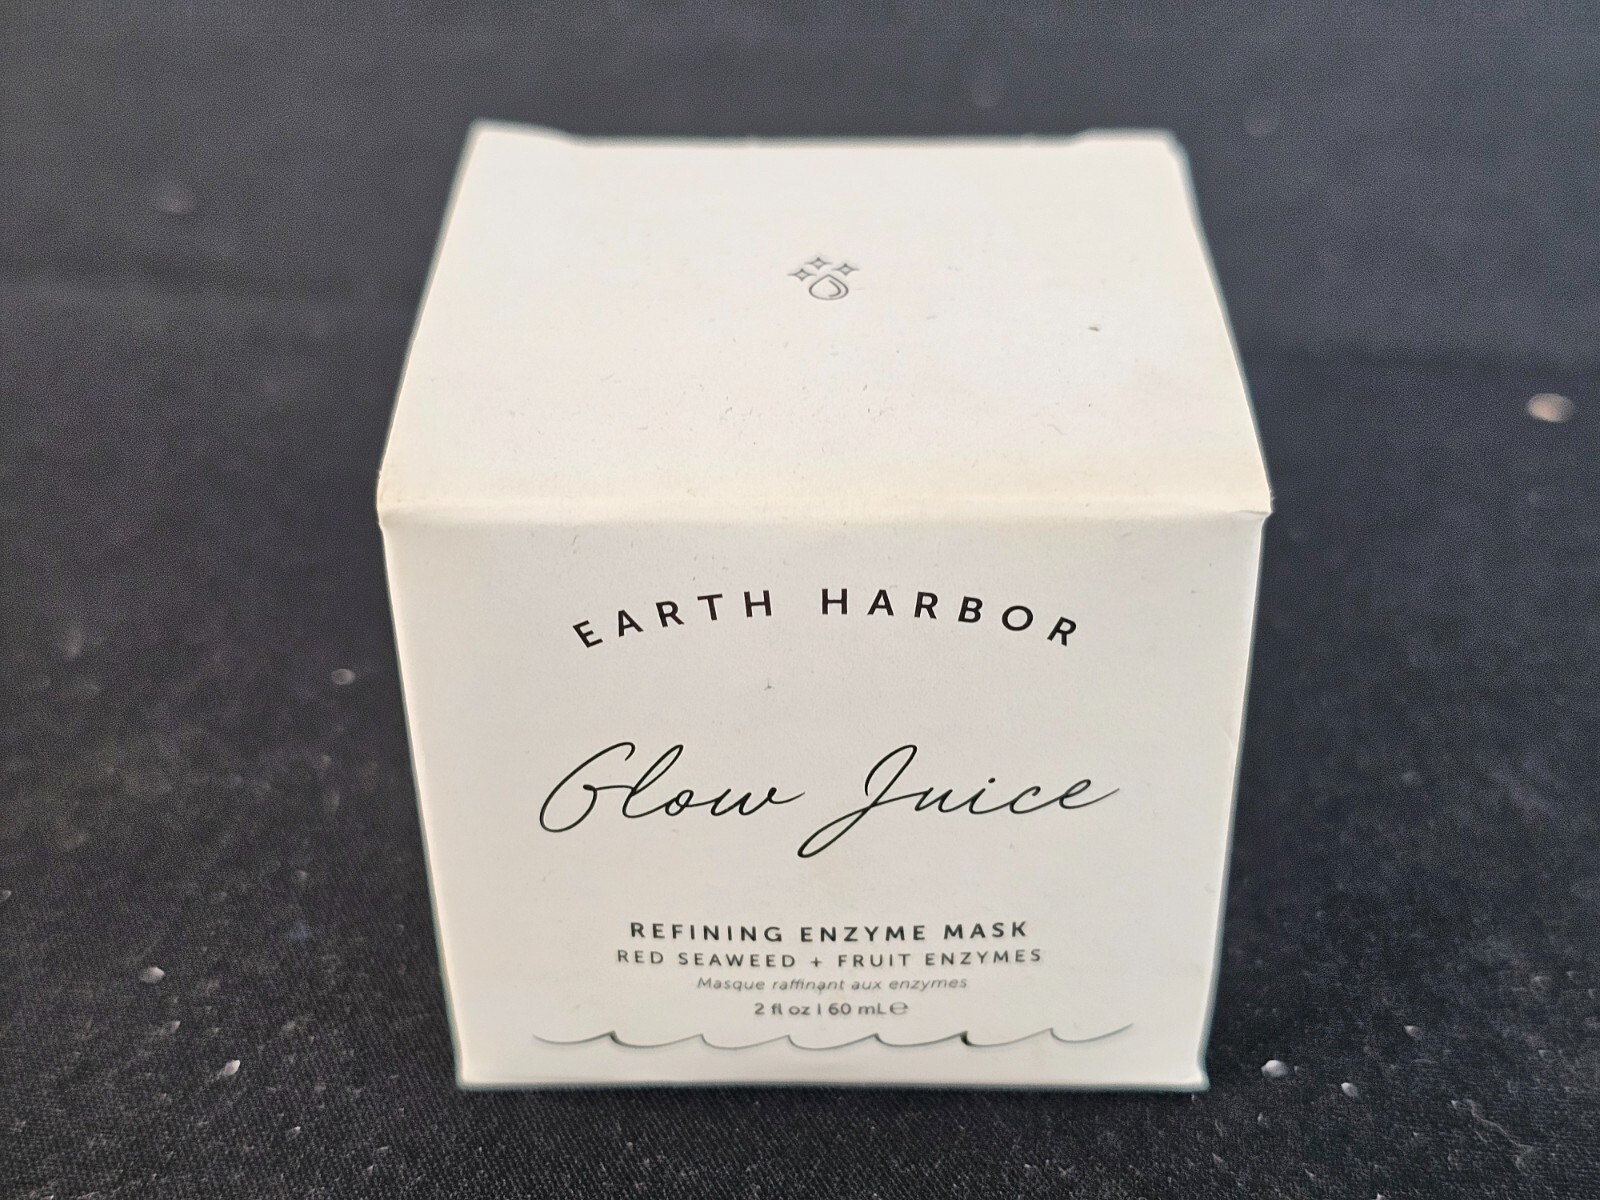 EARTH HARBOR
Glow Juice
REFINING ENZYME MASK
RED SEAWEED + FRUIT ENZYMES
Masque raffinant aux enzymes
2 fl oz | 60 mL ℮